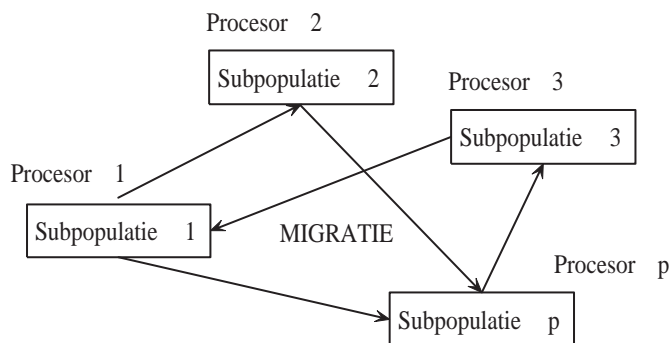 Procesor 2
Subpopulatie 2
Procesor 3
Subpopulatie 3
Procesor 1
Subpopulatie 1
MIGRATIE
Procesor p
Subpopulatie p